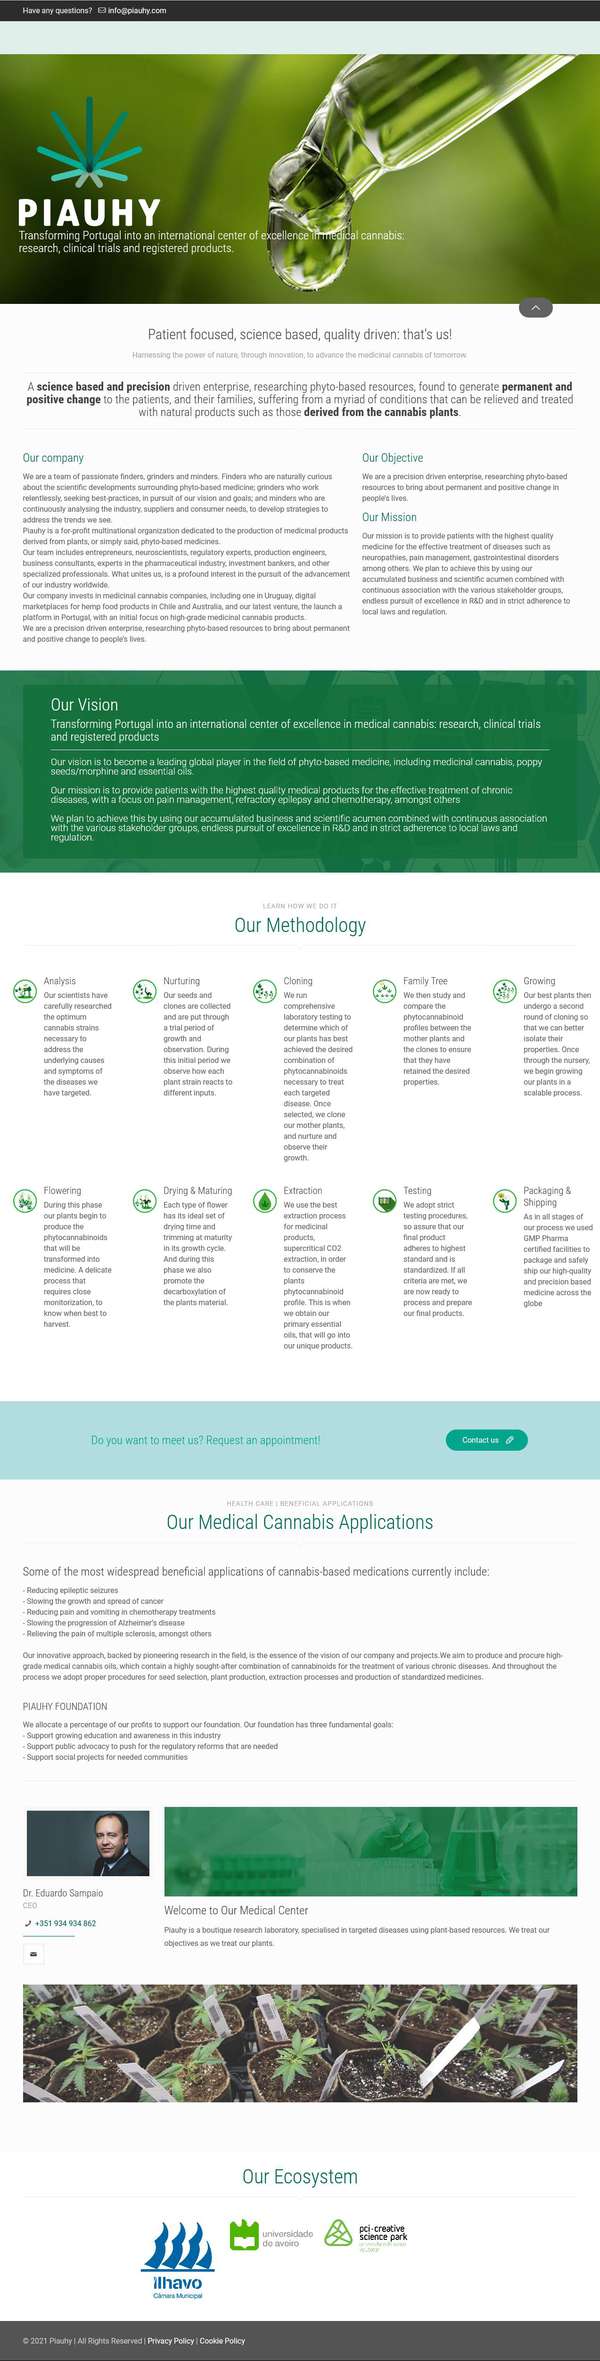 Have any questions? info@piauhy.com
PIAUHY
Transforming Portugal into an international center of excellence in medical cannabis:
research, clinical trials and registered products.
Patient focused, science based, quality driven: that's us!
Harnessing the power of nature, through innovation, to advance the medicinal cannabis of tomorrow.
A science based and precision driven enterprise, researching phyto-based resources, found to generate permanent and
positive change to the patients, and their families, suffering from a myriad of conditions that can be relieved and treated
with natural products such as those derived from the cannabis plants.
Our company
We are a team of passionate finders, grinders and minders. Finders who are naturally curious
about the scientific developments surrounding phyto-based medicine; grinders who work
relentlessly, seeking best-practices, in pursuit of our vision and goals; and minders who are
continuously analysing the industry, suppliers and consumer needs, to develop strategies to
address the trends we see.
Piauhy is a for-profit multinational organization dedicated to the production of medicinal products
derived from plants, or simply said, phyto-based medicines.
Our team includes entrepreneurs, neuroscientists, regulatory experts, production engineers,
business consultants, experts in the pharmaceutical industry, investment bankers, and other
specialized professionals. What unites us, is a profound interest in the pursuit of the advancement
of our industry worldwide.
Our company invests in medicinal cannabis companies, including one in Uruguay, digital
marketplaces for hemp food products in Chile and Australia, and our latest venture, the launch a
platform in Portugal, with an initial focus on high-grade medicinal cannabis products.
We are a precision driven enterprise, researching phyto-based resources to bring about permanent
and positive change to people's lives.
Our Objective
We are a precision driven enterprise, researching phyto-based
resources to bring about permanent and positive change in
people's lives.
Our Mission
Our mission is to provide patients with the highest quality
medicine for the effective treatment of diseases such as
neuropathies, pain management, gastrointestinal disorders
among others. We plan to achieve this by using our
accumulated business and scientific acumen combined with
continuous association with the various stakeholder groups,
endless pursuit of excellence in R&D and in strict adherence to
local laws and regulation.
Our Vision
Transforming Portugal into an international center of excellence in medical cannabis: research, clinical trials
and registered products
Our vision is to become a leading global player in the field of phyto-based medicine, including medicinal cannabis, poppy
seeds/morphine and essential oils.
Our mission is to provide patients with the highest quality medical products for the effective treatment of chronic
diseases, with a focus on pain management, refractory epilepsy and chemotherapy, amongst others
We plan to achieve this by using our accumulated business and scientific acumen combined with continuous association
with the various stakeholder groups, endless pursuit of excellence in R&D and in strict adherence to local laws and
regulation.
LEARN HOW WE DO IT
Our Methodology
Analysis
Our scientists have
carefully researched
the optimum
cannabis strains
necessary to
address the
underlying causes
and symptoms of
the diseases we
have targeted.
Nurturing
Our seeds and
clones are collected
and are put through
a trial period of
growth and
observation. During
this initial period we
observe how each
plant strain reacts to
different inputs.
Cloning
We run
comprehensive
laboratory testing to
determine which of
our plants has best
achieved the desired
combination of
phytocannabinoids
necessary to treat
each targeted
disease. Once
selected, we clone
our mother plants,
and nurture and
observe their
growth.
Family Tree
We then study and
compare the
phytocannabinoid
profiles between the
mother plants and
the clones to ensure
that they have
retained the desired
properties.
Growing
Our best plants then
undergo a second
round of cloning so
that we can better
isolate their
properties. Once
through the nursery,
we begin growing
our plants in a
scalable process.
Flowering
During this phase
our plants begin to
produce the
phytocannabinoids
that will be
transformed into
medicine. A delicate
process that
requires close
monitorization, to
know when best to
harvest.
Drying & Maturing
Each type of flower
has its ideal set of
drying time and
trimming at maturity
in its growth cycle.
And during this
phase we also
promote the
decarboxylation of
the plants material.
Extraction
We use the best
extraction process
for medicinal
products,
supercritical CO2
extraction, in order
to conserve the
plants
phytocannabinoid
profile. This is when
we obtain our
primary essential
oils, that will go into
our unique products.
Testing
We adopt strict
testing procedures,
so assure that our
final product
adheres to highest
standard and is
standardized. If all
criteria are met, we
are now ready to
process and prepare
our final products.
Packaging &
Shipping
As in all stages of
our process we used
GMP Pharma
certified facilities to
package and safely
ship our high-quality
and precision based
medicine across the
globe
Do you want to meet us? Request an appointment!
Contact us
HEALTH CARE | BENEFICIAL APPLICATIONS
Our Medical Cannabis Applications
Some of the most widespread beneficial applications of cannabis-based medications currently include:
- Reducing epileptic seizures
- Slowing the growth and spread of cancer
- Reducing pain and vomiting in chemotherapy treatments
- Slowing the progression of Alzheimer's disease
- Relieving the pain of multiple sclerosis, amongst others
Our innovative approach, backed by pioneering research in the field, is the essence of the vision of our company and projects.We aim to produce and procure high-
grade medical cannabis oils, which contain a highly sought-after combination of cannabinoids for the treatment of various chronic diseases. And throughout the
process we adopt proper procedures for seed selection, plant production, extraction processes and production of standardized medicines.
PIAUHY FOUNDATION
We allocate a percentage of our profits to support our foundation. Our foundation has three fundamental goals:
- Support growing education and awareness in this industry
- Support public advocacy to push for the regulatory reforms that are needed
- Support social projects for needed communities
Dr. Eduardo Sampaio
CEO
+351 934 934 862
Welcome to Our Medical Center
Piauhy is a boutique research laboratory, specialised in targeted diseases using plant-based resources. We treat our
objectives as we treat our plants.
Our Ecosystem
ílhavo
Câmara Municipal
universidade
de aveiro
pci·creative
science park
© 2021 Piauhy | All Rights Reserved | Privacy Policy | Cookie Policy